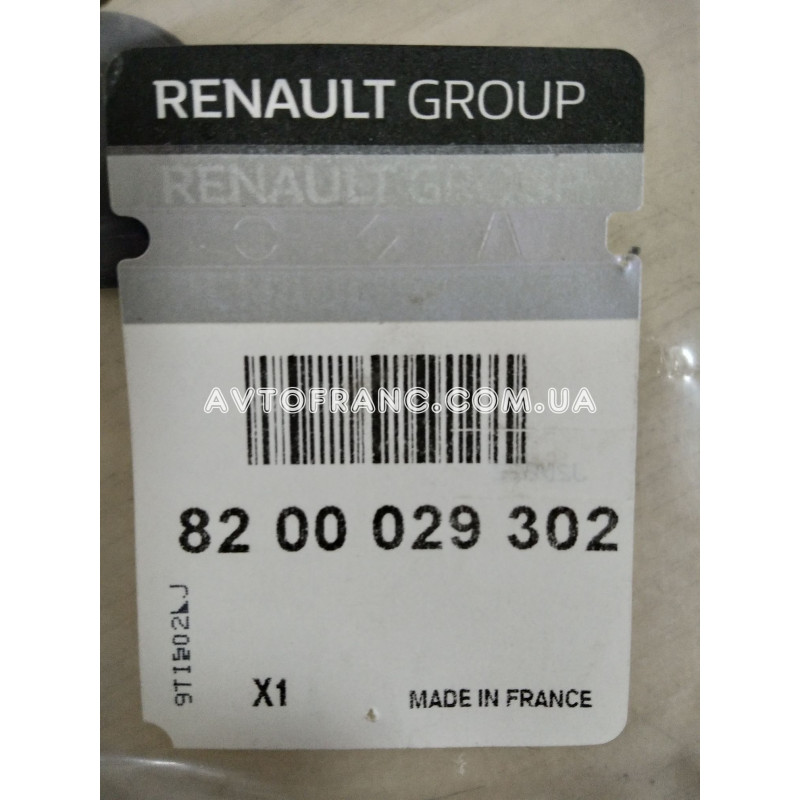 RENAULT GROUP
RENAULT GROUP
AVTOFRANC.COM.UA
82 00 029 302
X1
MADE IN FRANCE